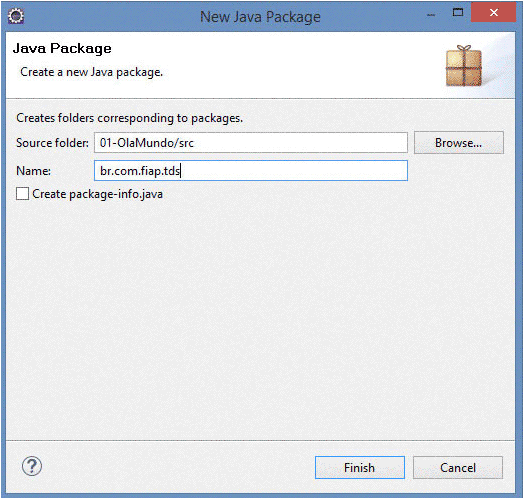 New Java Package
Java Package
Create a new Java package.
Creates folders corresponding to packages.
Source folder: 01-OlaMundo/src Browse...
Name: br.com.fiap.tds
Create package-info.java
? Finish Cancel